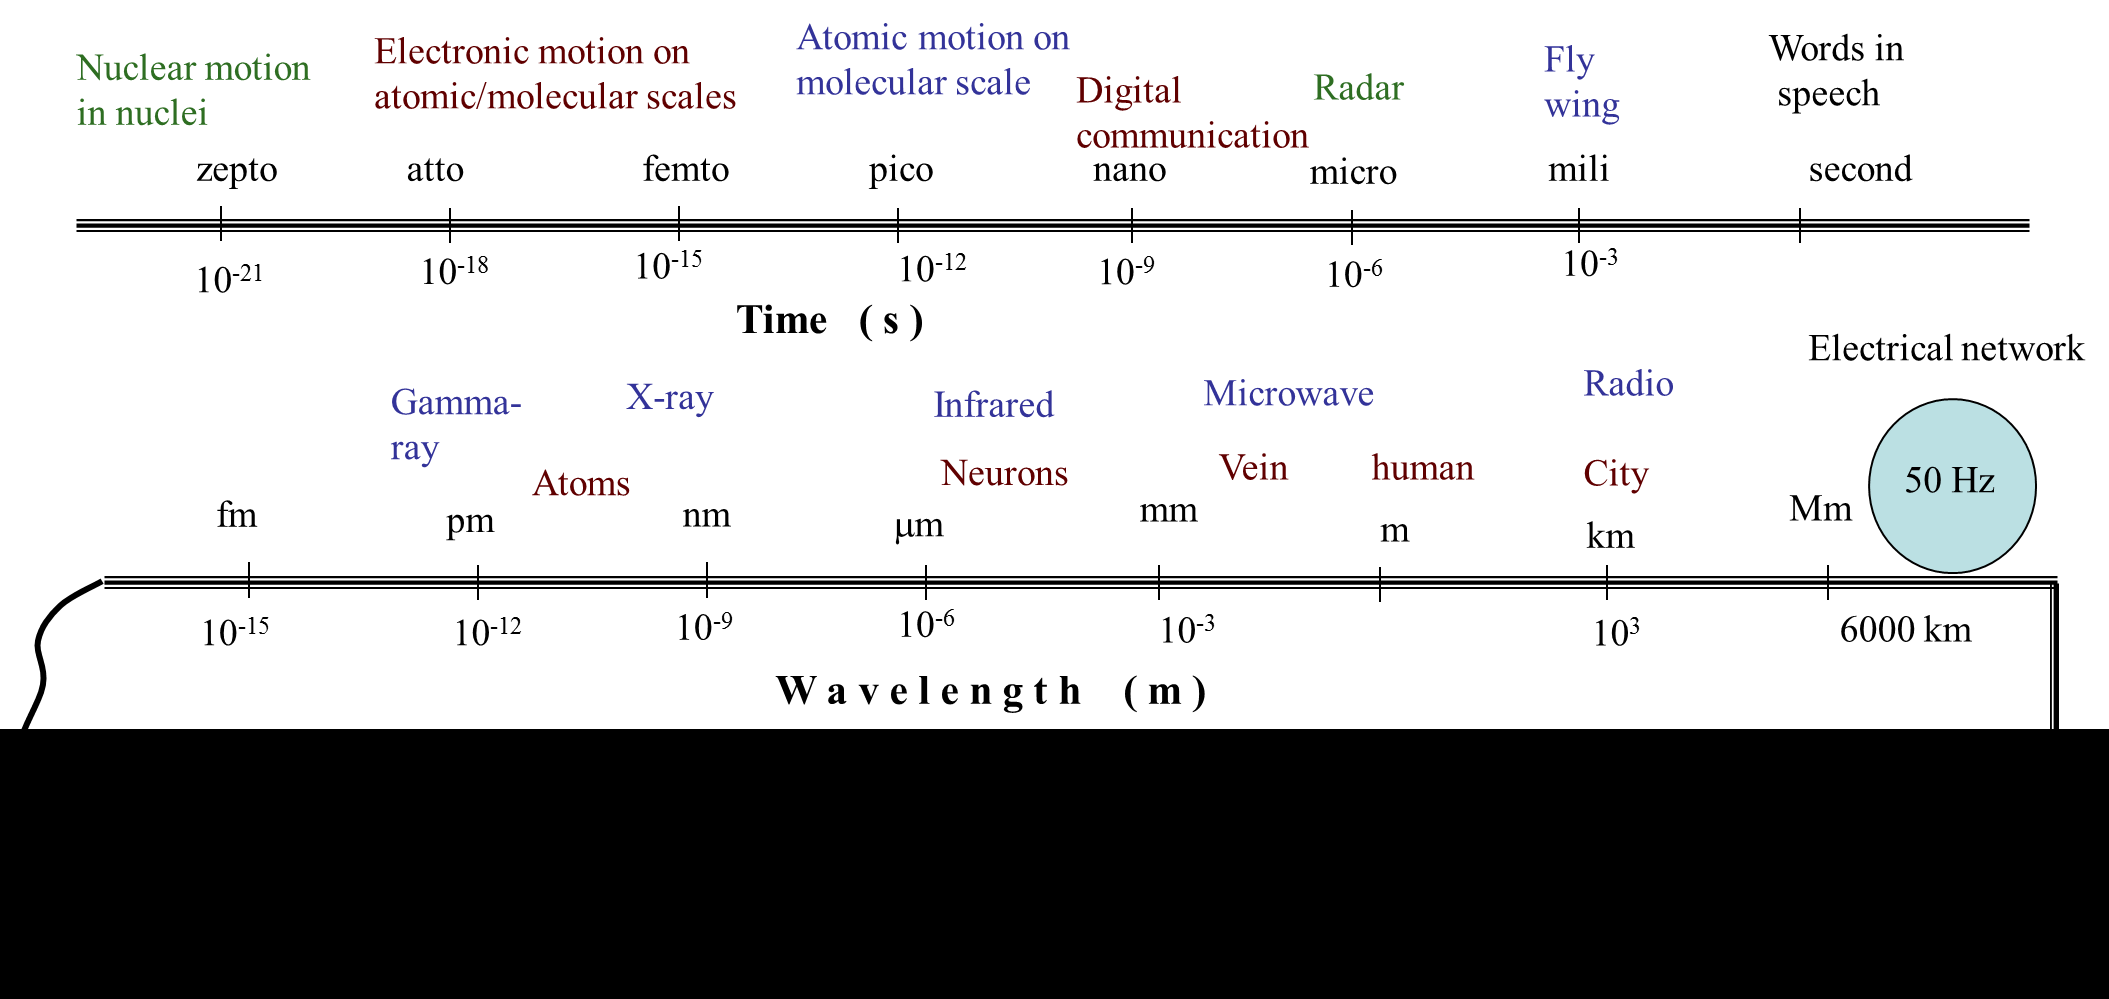 Nuclear motion
in nuclei
Electronic motion on
atomic/molecular scales
Atomic motion on
molecular scale
Digital
communication
Radar
Fly
wing
Words in
speech
zepto
atto
femto
pico
nano
micro
mili
second
10-21
10-18
10-15
10-12
10-9
10-6
10-3
Time ( s )
Electrical network
Gamma-
ray
X-ray
Infrared
Microwave
Radio
Atoms
Neurons
Vein
human
City
50 Hz
fm
pm
nm
μm
mm
m
km
Mm
10-15
10-12
10-9
10-6
10-3
103
6000 km
Wavelength (m)